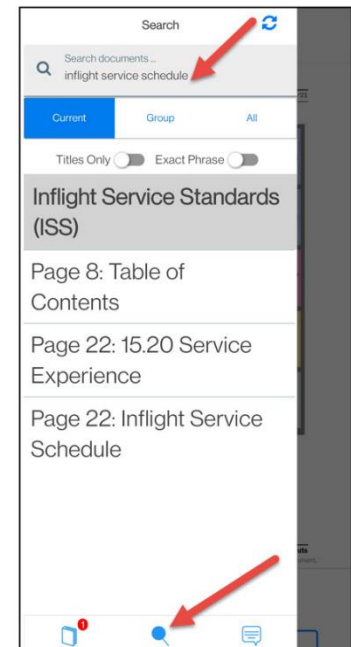 Search
Search documents ...
inflight service schedule
Current Group All
Titles Only Exact Phrase
Inflight Service Standards
(ISS)
Page 8: Table of
Contents
Page 22: 15.20 Service
Experience
Page 22: Inflight Service
Schedule
1